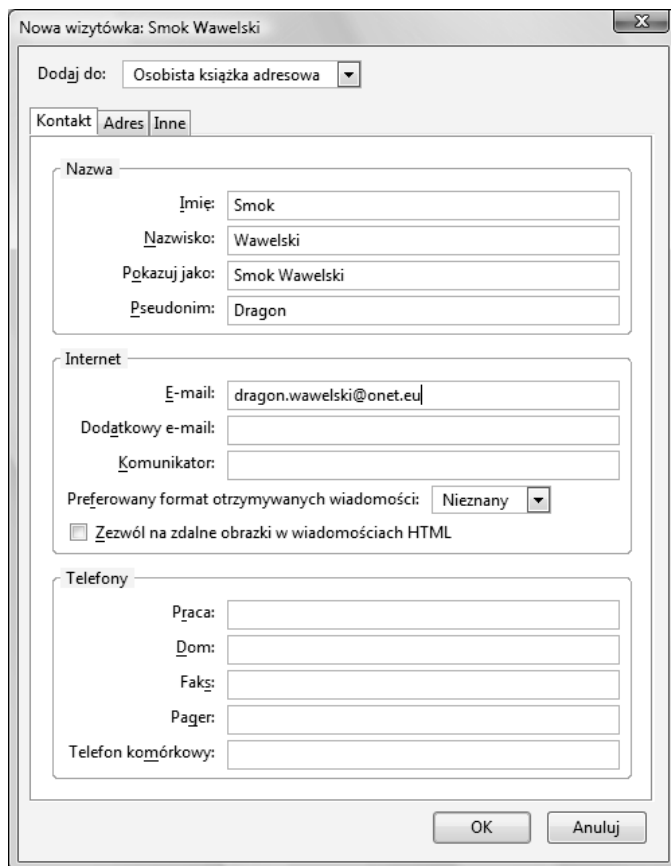 Nowa wizytówka: Smok Wawelski
Dodaj do: Osobista książka adresowa
Kontakt Adres Inne
Nazwa
Imię: Smok
Nazwisko: Wawelski
Pokazuj jako: Smok Wawelski
Pseudonim: Dragon
Internet
E-mail: dragon.wawelski@onet.eu
Dodatkowy e-mail:
Komunikator:
Preferowany format otrzymywanych wiadomości: Nieznany
Zezwól na zdalne obrazki w wiadomościach HTML
Telefony
Praca:
Dom:
Faks:
Pager:
Telefon komórkowy:
OK Anuluj